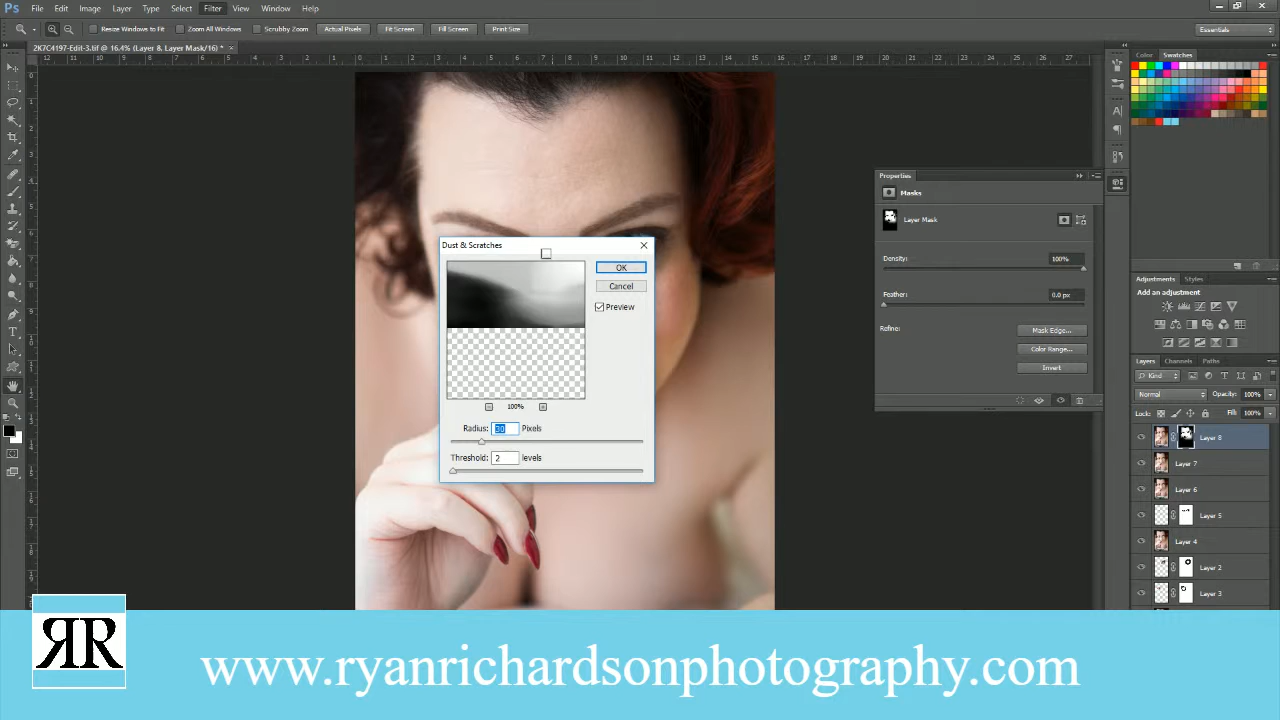 Ps File Edit Image Layer Type Select Filter View Window Help
Resize Windows to Fit Zoom All Windows Scrubby Zoom Actual Pixels Fit Screen Fill Screen Print Size Essentials
2K7C4197-Edit-3.tif @ 16.4% (Layer 8, Layer Mask/16) *
Color Swatches
Properties
Masks
Layer Mask
Density: 100%
Feather: 0.0 px
Refine: Mask Edge...
Color Range...
Invert
Dust & Scratches
OK
Cancel
Preview
100%
Radius: Pixels
Threshold: 2 levels
Adjustments Styles
Add an adjustment
Layers Channels Paths
Kind
Normal Opacity: 100%
Lock: Fill: 100%
Layer 8
Layer 7
Layer 6
Layer 5
Layer 4
Layer 2
Layer 3
RR
www.ryanrichardsonphotography.com